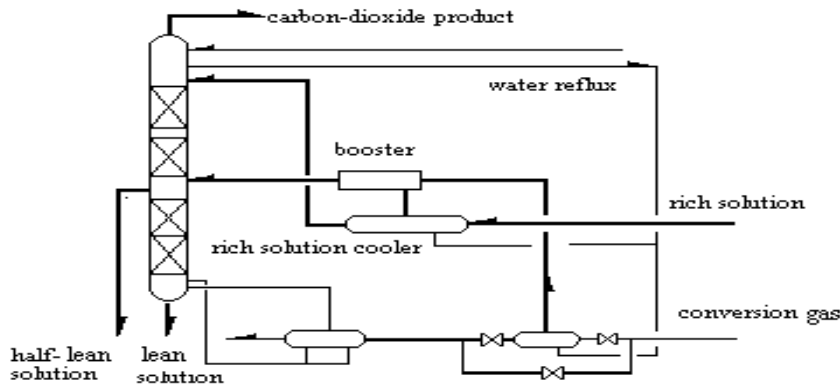 carbon-dioxide product
water reflux
booster
rich solution
rich solution cooler
conversion gas
half- lean
solution
lean
solution